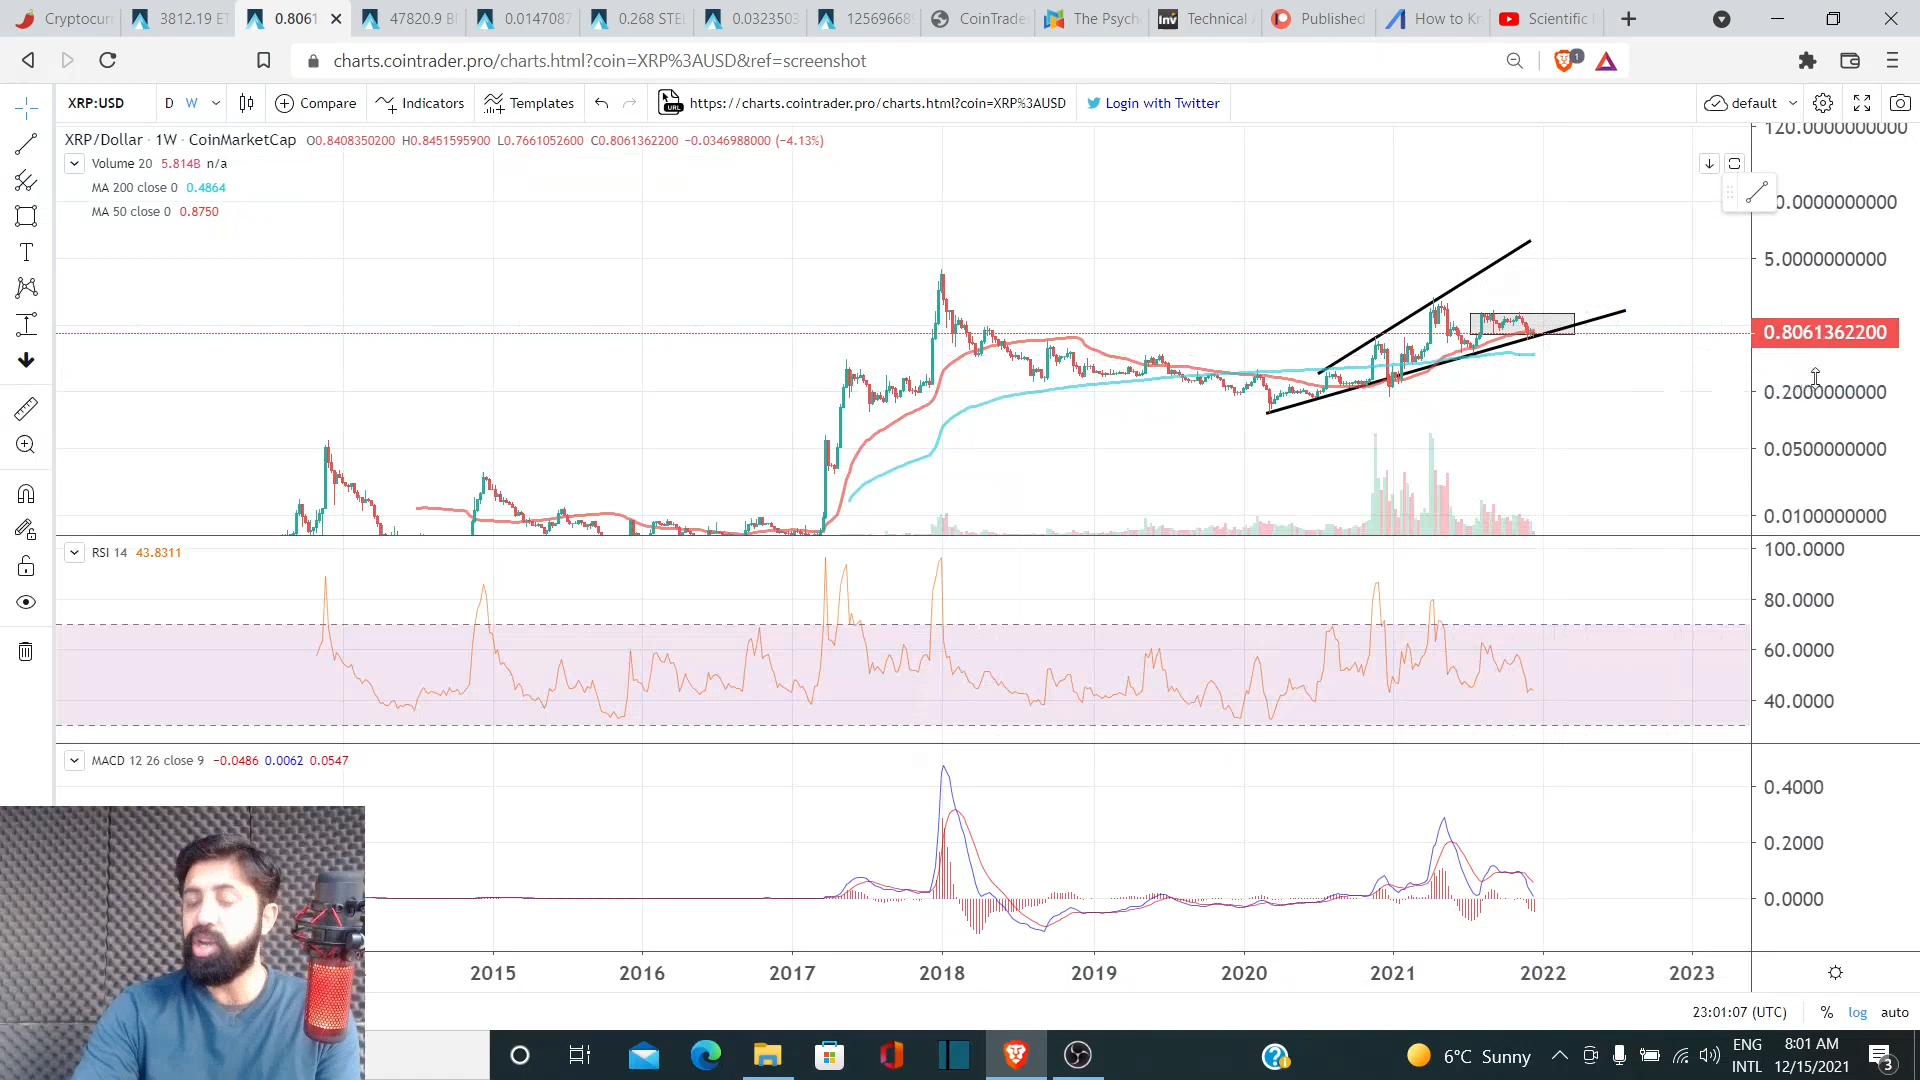 Cryptocur
3812.19 ET
0.8061
47820.9 B
0.0147087
0.268 STEL
0.0323503
12569668
CoinTrade
The Psych
Technical A
Published
How to Kn
Scientific
charts.cointrader.pro/charts.html?coin=XRP%3AUSD&ref=screenshot
1
XRP:USD
D
W
Compare
Indicators
Templates
URL
https://charts.cointrader.pro/charts.html?coin=XRP%3AUSD
Login with Twitter
default
XRP/Dollar · 1W · CoinMarketCap O0.8408350200 H0.8451595900 L0.7661052600 C0.8061362200 −0.0346988000 (−4.13%)
Volume 20 5.814B n/a
MA 200 close 0 0.4864
MA 50 close 0 0.8750
120.0000000000
0.0000000000
5.0000000000
0.8061362200
0.2000000000
0.0500000000
0.0100000000
RSI 14 43.8311
100.0000
80.0000
60.0000
40.0000
MACD 12 26 close 9 −0.0486 0.0062 0.0547
0.4000
0.2000
0.0000
2015
2016
2017
2018
2019
2020
2021
2022
2023
23:01:07 (UTC)
%
log
auto
6°C Sunny
ENG
INTL
8:01 AM
12/15/2021
3